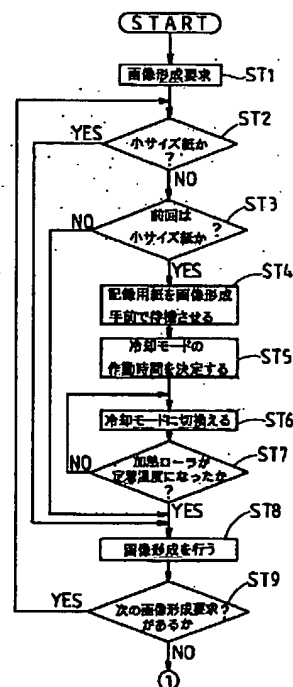 START
画像形成要求
ST1
ST2
YES
小サイズ紙か
?
NO
ST3
NO
前回は
小サイズ紙か
?
YES
ST4
記録用紙を画像形成
手前で待機させる
冷却モードの
作動時間を決定する
ST5
冷却モードに切換える
ST6
ST7
NO
加熱ローラが
定着温度になったか
?
YES
ST8
画像形成を行う
ST9
YES
次の画像形成要求
があるか
?
NO
1